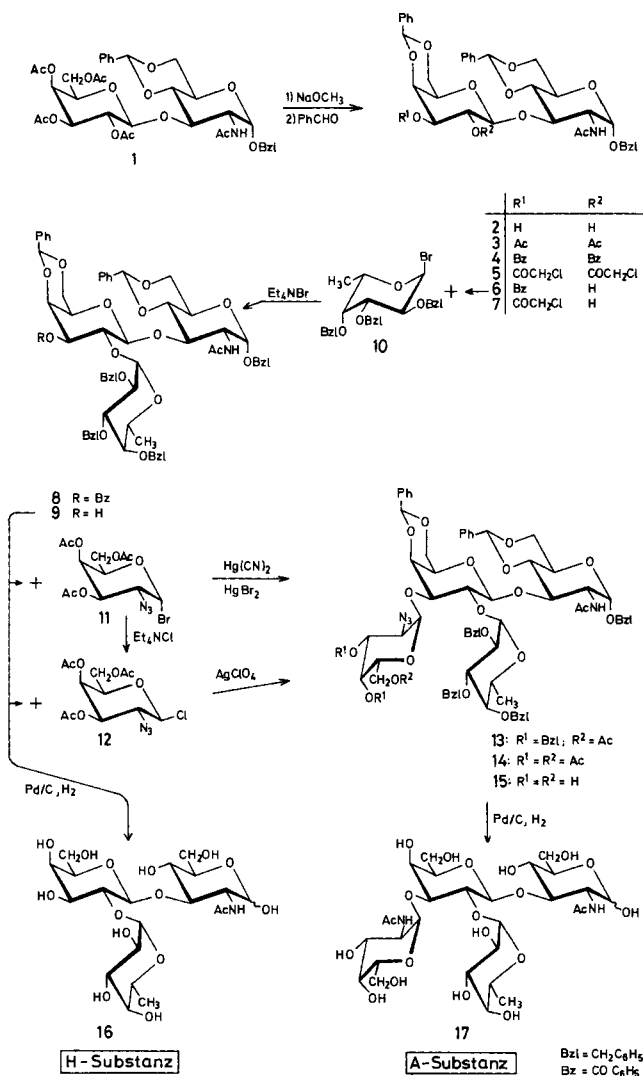 Ph
Ph
Ph
AcO
CH₂OAc
O
AcO
OAc
AcNH
OBzl
1
1) NaOCH₃
2) PhCHO
R¹O
OR²
AcNH
OBzl
R¹ R²
2 H H
3 Ac Ac
4 Bz Bz
5 COCH₂Cl COCH₂Cl
6 Bz H
7 COCH₂Cl H
Ph
Ph
RO
AcNH
OBzl
BzlO
CH₃
BzlO
OBzl
Et₄NBr
CH₃
Br
OBzl
BzlO
OBzl
10
+
8 R = Bz
9 R = H
+
AcO
CH₂OAc
AcO
N₃
Br
11
Hg(CN)₂
HgBr₂
Et₄NCl
+
AcO
CH₂OAc
AcO
N₃
Cl
12
AgClO₄
Ph
Ph
AcNH
OBzl
N₃
R¹O
CH₂OR²
OR¹
BzlO
CH₃
BzlO
OBzl
13: R¹ = Bzl; R² = Ac
14: R¹ = R² = Ac
15: R¹ = R² = H
Pd/C, H₂
Pd/C, H₂
HO
CH₂OH
HO
CH₂OH
HO
AcNH
OH
HO
HO
CH₃
OH
16
H-Substanz
HO
CH₂OH
HO
CH₂OH
AcNH
OH
AcNH
HO
CH₂OH
OH
HO
HO
CH₃
OH
17
A-Substanz
Bzl = CH₂C₆H₅
Bz = CO C₆H₅